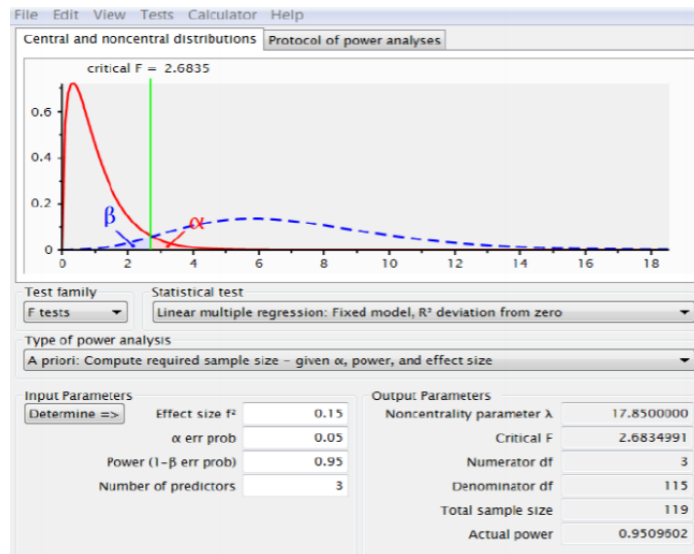 File Edit View Tests Calculator Help
Central and noncentral distributions Protocol of power analyses
critical F = 2.6835
0.6
0.4
0.2
0
β
α
0 2 4 6 8 10 12 14 16 18
Test family Statistical test
F tests Linear multiple regression: Fixed model, R² deviation from zero
Type of power analysis
A priori: Compute required sample size – given α, power, and effect size
Input Parameters Output Parameters
Determine => Effect size f² 0.15 Noncentrality parameter λ 17.8500000
α err prob 0.05 Critical F 2.6834991
Power (1-β err prob) 0.95 Numerator df 3
Number of predictors 3 Denominator df 115
Total sample size 119
Actual power 0.9509602